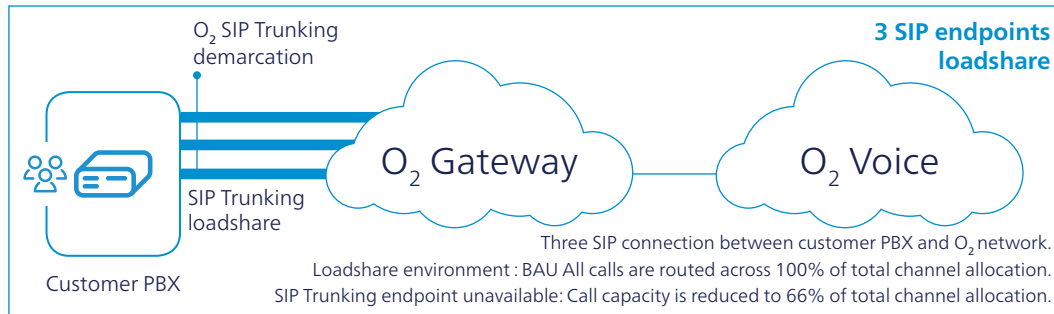 O₂ SIP Trunking
demarcation
3 SIP endpoints
loadshare
O₂ Gateway
O₂ Voice
SIP Trunking
loadshare
Customer PBX
Three SIP connection between customer PBX and O₂ network.
Loadshare environment : BAU All calls are routed across 100% of total channel allocation.
SIP Trunking endpoint unavailable: Call capacity is reduced to 66% of total channel allocation.